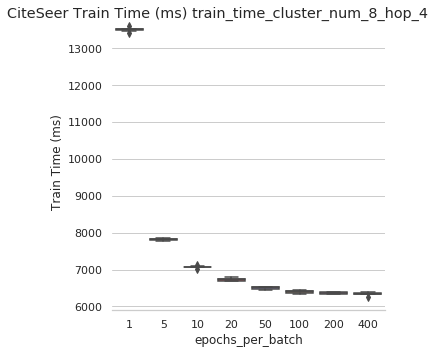 CiteSeer Train Time (ms) train_time_cluster_num_8_hop_4
13000
12000
11000
10000
9000
8000
7000
6000
Train Time (ms)
1 5 10 20 50 100 200 400
epochs_per_batch